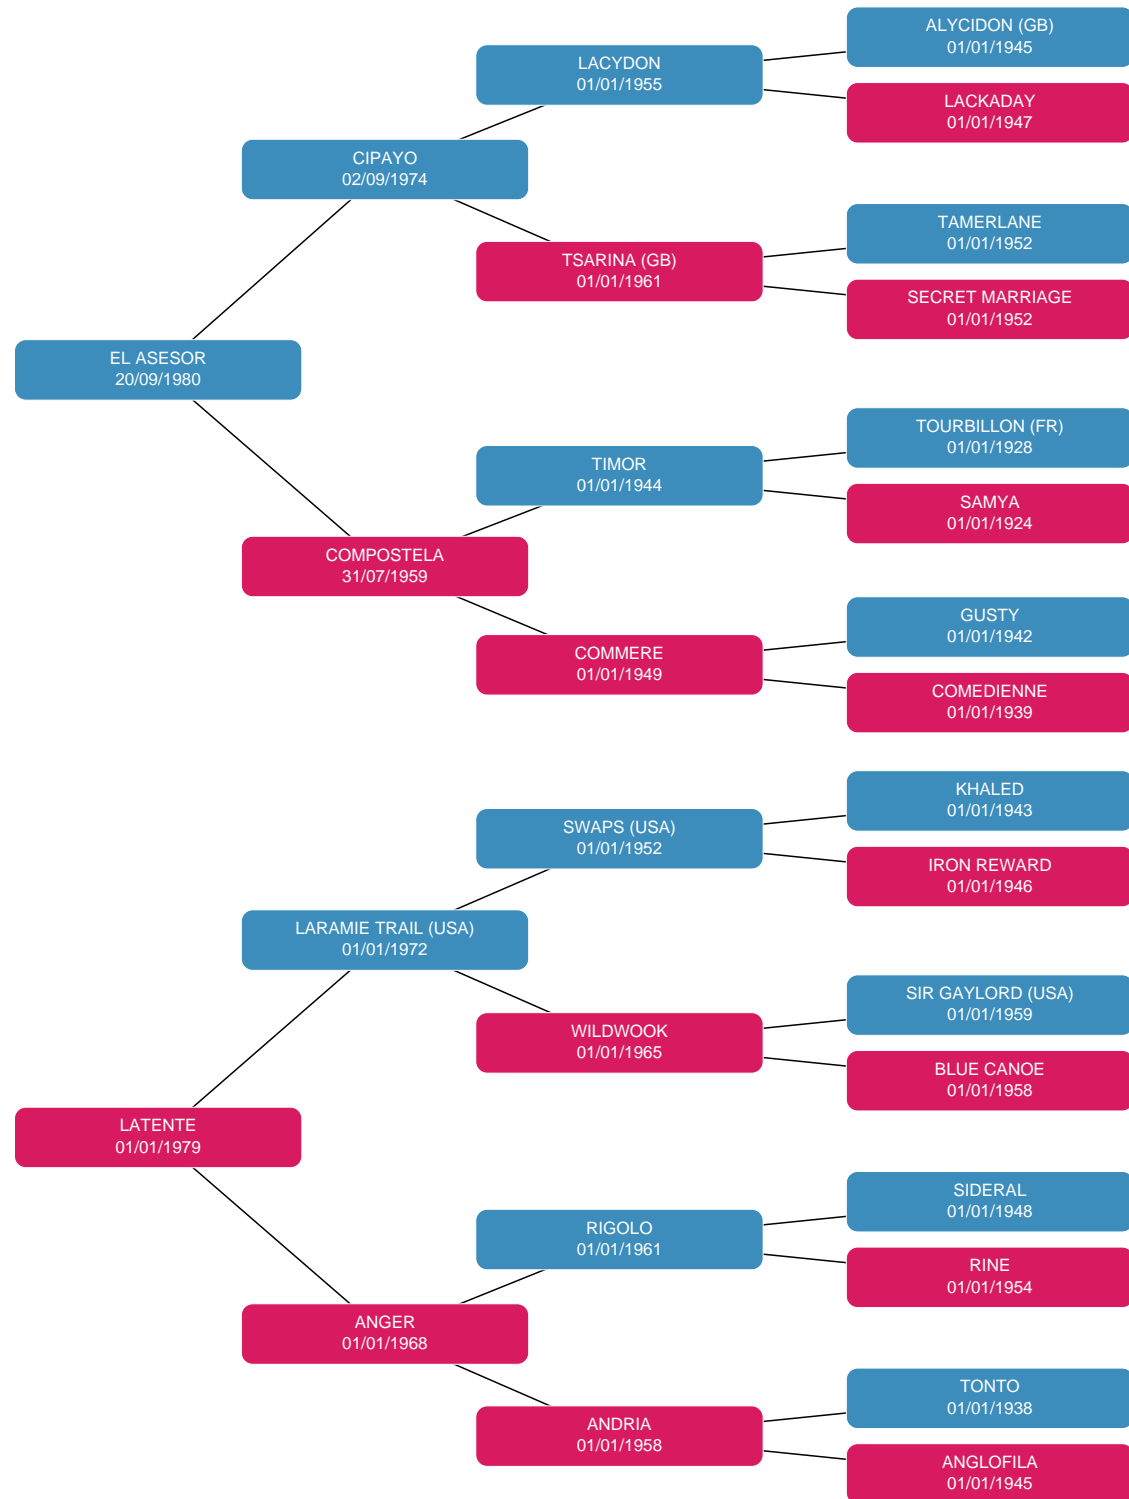 ALYCIDON (GB)
01/01/1945
LACYDON
01/01/1955
LACKADAY
01/01/1947
CIPAYO
02/09/1974
TAMERLANE
01/01/1952
TSARINA (GB)
01/01/1961
SECRET MARRIAGE
01/01/1952
EL ASESOR
20/09/1980
TOURBILLON (FR)
01/01/1928
TIMOR
01/01/1944
SAMYA
01/01/1924
COMPOSTELA
31/07/1959
GUSTY
01/01/1942
COMMERE
01/01/1949
COMEDIENNE
01/01/1939
KHALED
01/01/1943
SWAPS (USA)
01/01/1952
IRON REWARD
01/01/1946
LARAMIE TRAIL (USA)
01/01/1972
SIR GAYLORD (USA)
01/01/1959
WILDWOOK
01/01/1965
BLUE CANOE
01/01/1958
LATENTE
01/01/1979
SIDERAL
01/01/1948
RIGOLO
01/01/1961
RINE
01/01/1954
ANGER
01/01/1968
TONTO
01/01/1938
ANDRIA
01/01/1958
ANGLOFILA
01/01/1945